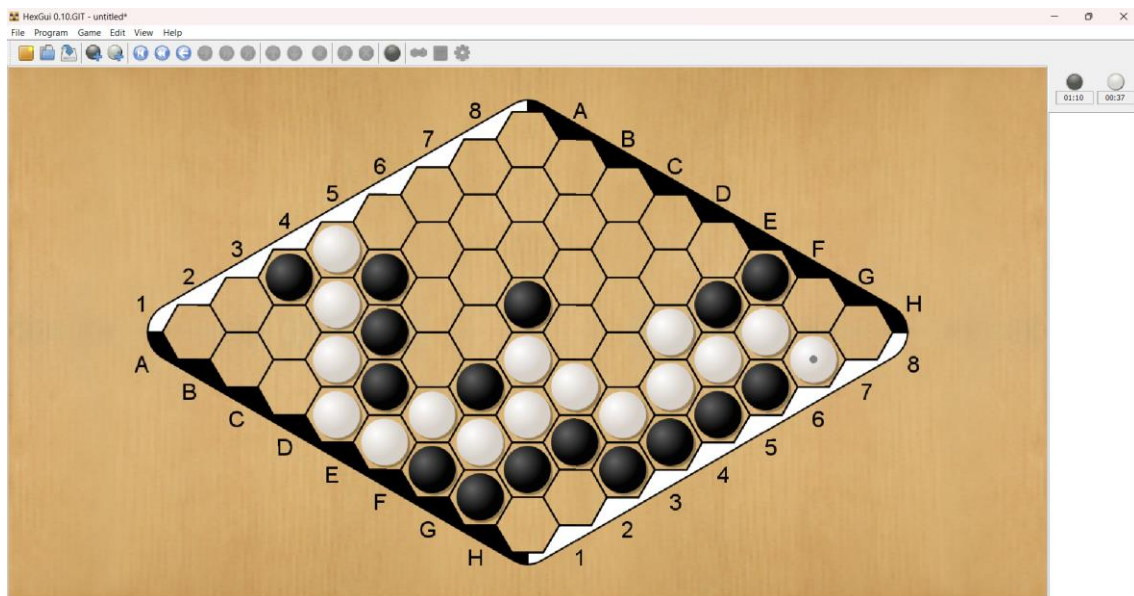 HexGui 0.10.GIT - untitled*
File Program Game Edit View Help
01:10 00:37
8 A
7 B
6 C
5 D
4 E
3 F
2 G
1 H
A 8
B 7
C 6
D 5
E 4
F 3
G 2
H 1